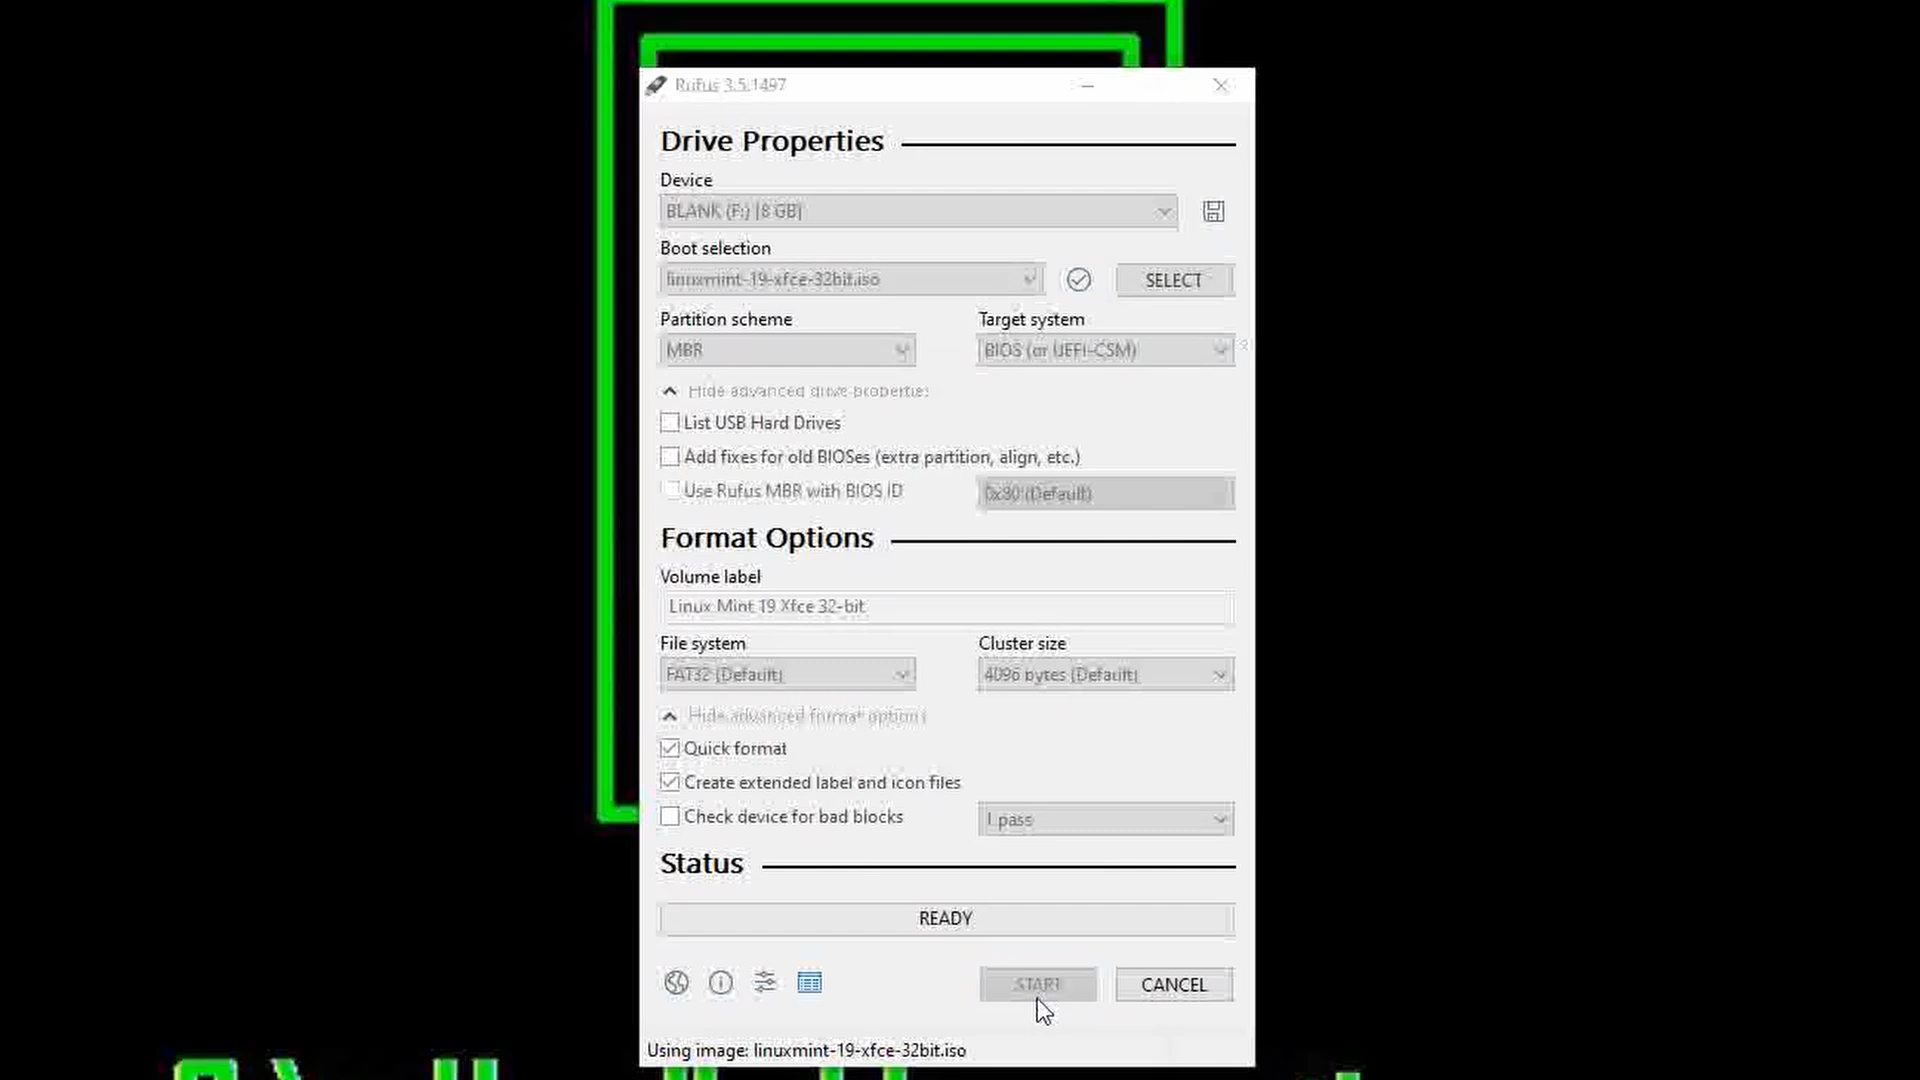 Rufus 3.5.1497
Drive Properties
Device
BLANK (F:) [8 GB]
Boot selection
linuxmint-19-xfce-32bit.iso
SELECT
Partition scheme
Target system
MBR
BIOS (or UEFI-CSM)
Hide advanced drive properties
List USB Hard Drives
Add fixes for old BIOSes (extra partition, align, etc.)
Use Rufus MBR with BIOS ID
0x80 (Default)
Format Options
Volume label
Linux Mint 19 Xfce 32-bit
File system
Cluster size
FAT32 (Default)
4096 bytes (Default)
Hide advanced format options
Quick format
Create extended label and icon files
Check device for bad blocks
1 pass
Status
READY
START
CANCEL
Using image: linuxmint-19-xfce-32bit.iso